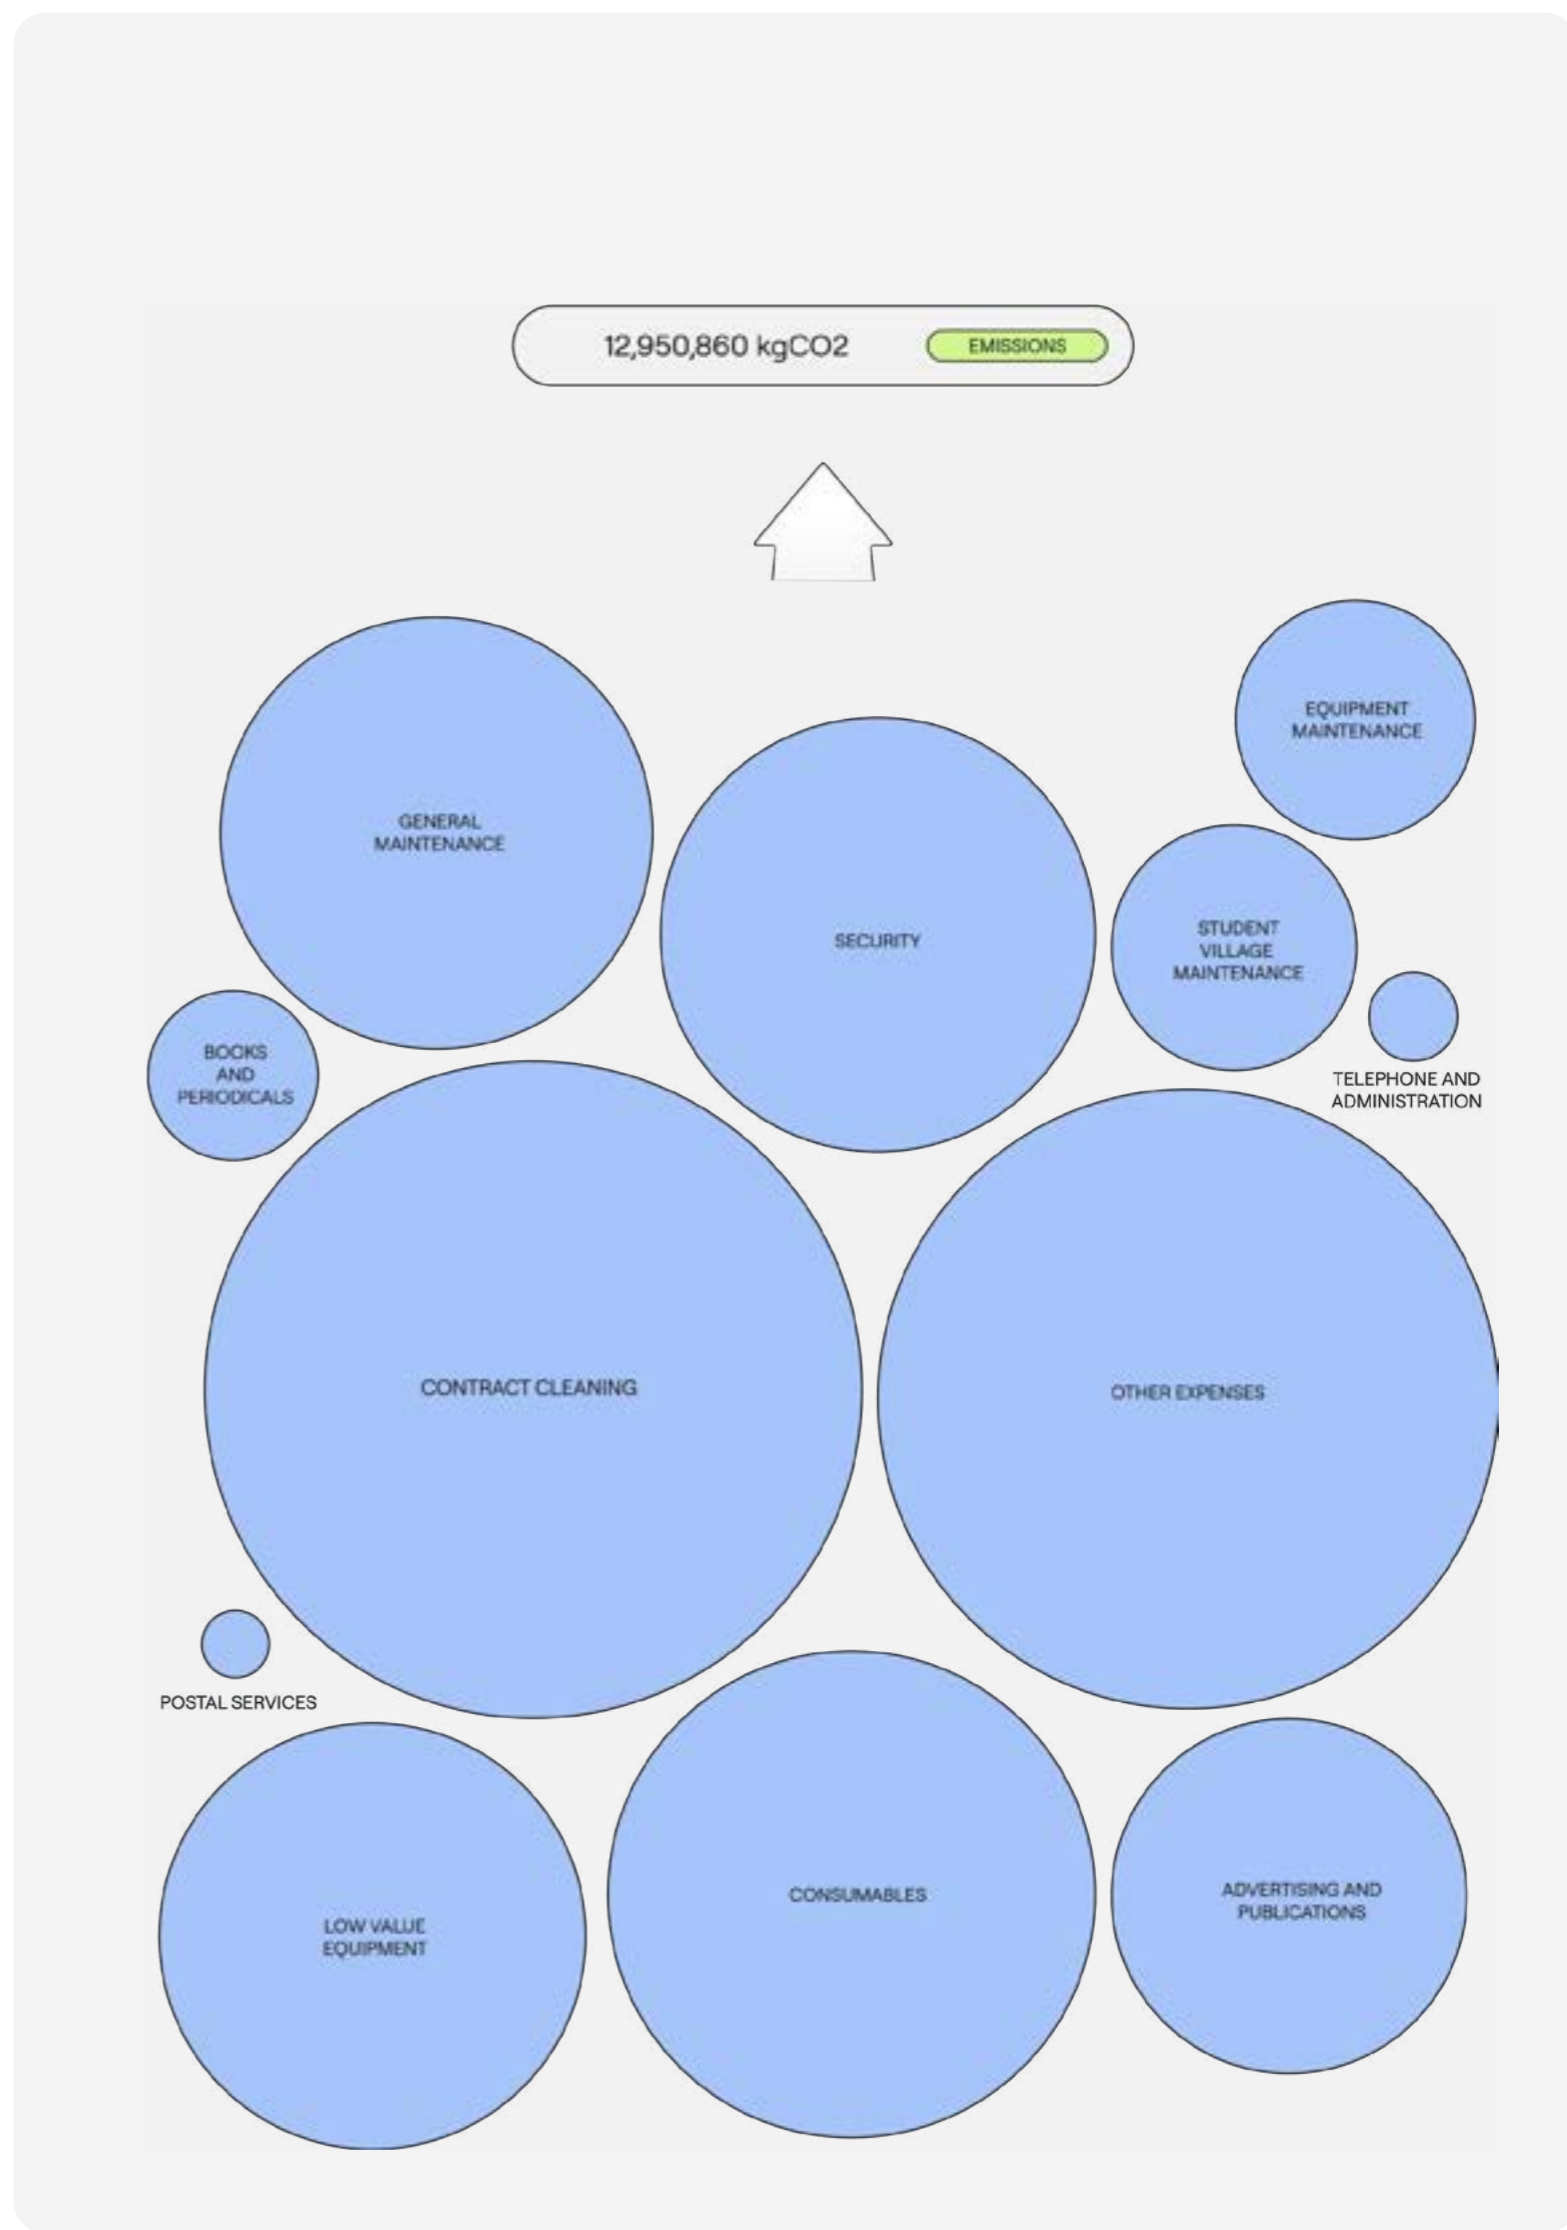 12,950,860 kgCO2
EMISSIONS
EQUIPMENT
MAINTENANCE
GENERAL
MAINTENANCE
SECURITY
STUDENT
VILLAGE
MAINTENANCE
BOOKS
AND
PERIODICALS
TELEPHONE AND
ADMINISTRATION
CONTRACT CLEANING
OTHER EXPENSES
POSTAL SERVICES
CONSUMABLES
ADVERTISING AND
PUBLICATIONS
LOW VALUE
EQUIPMENT